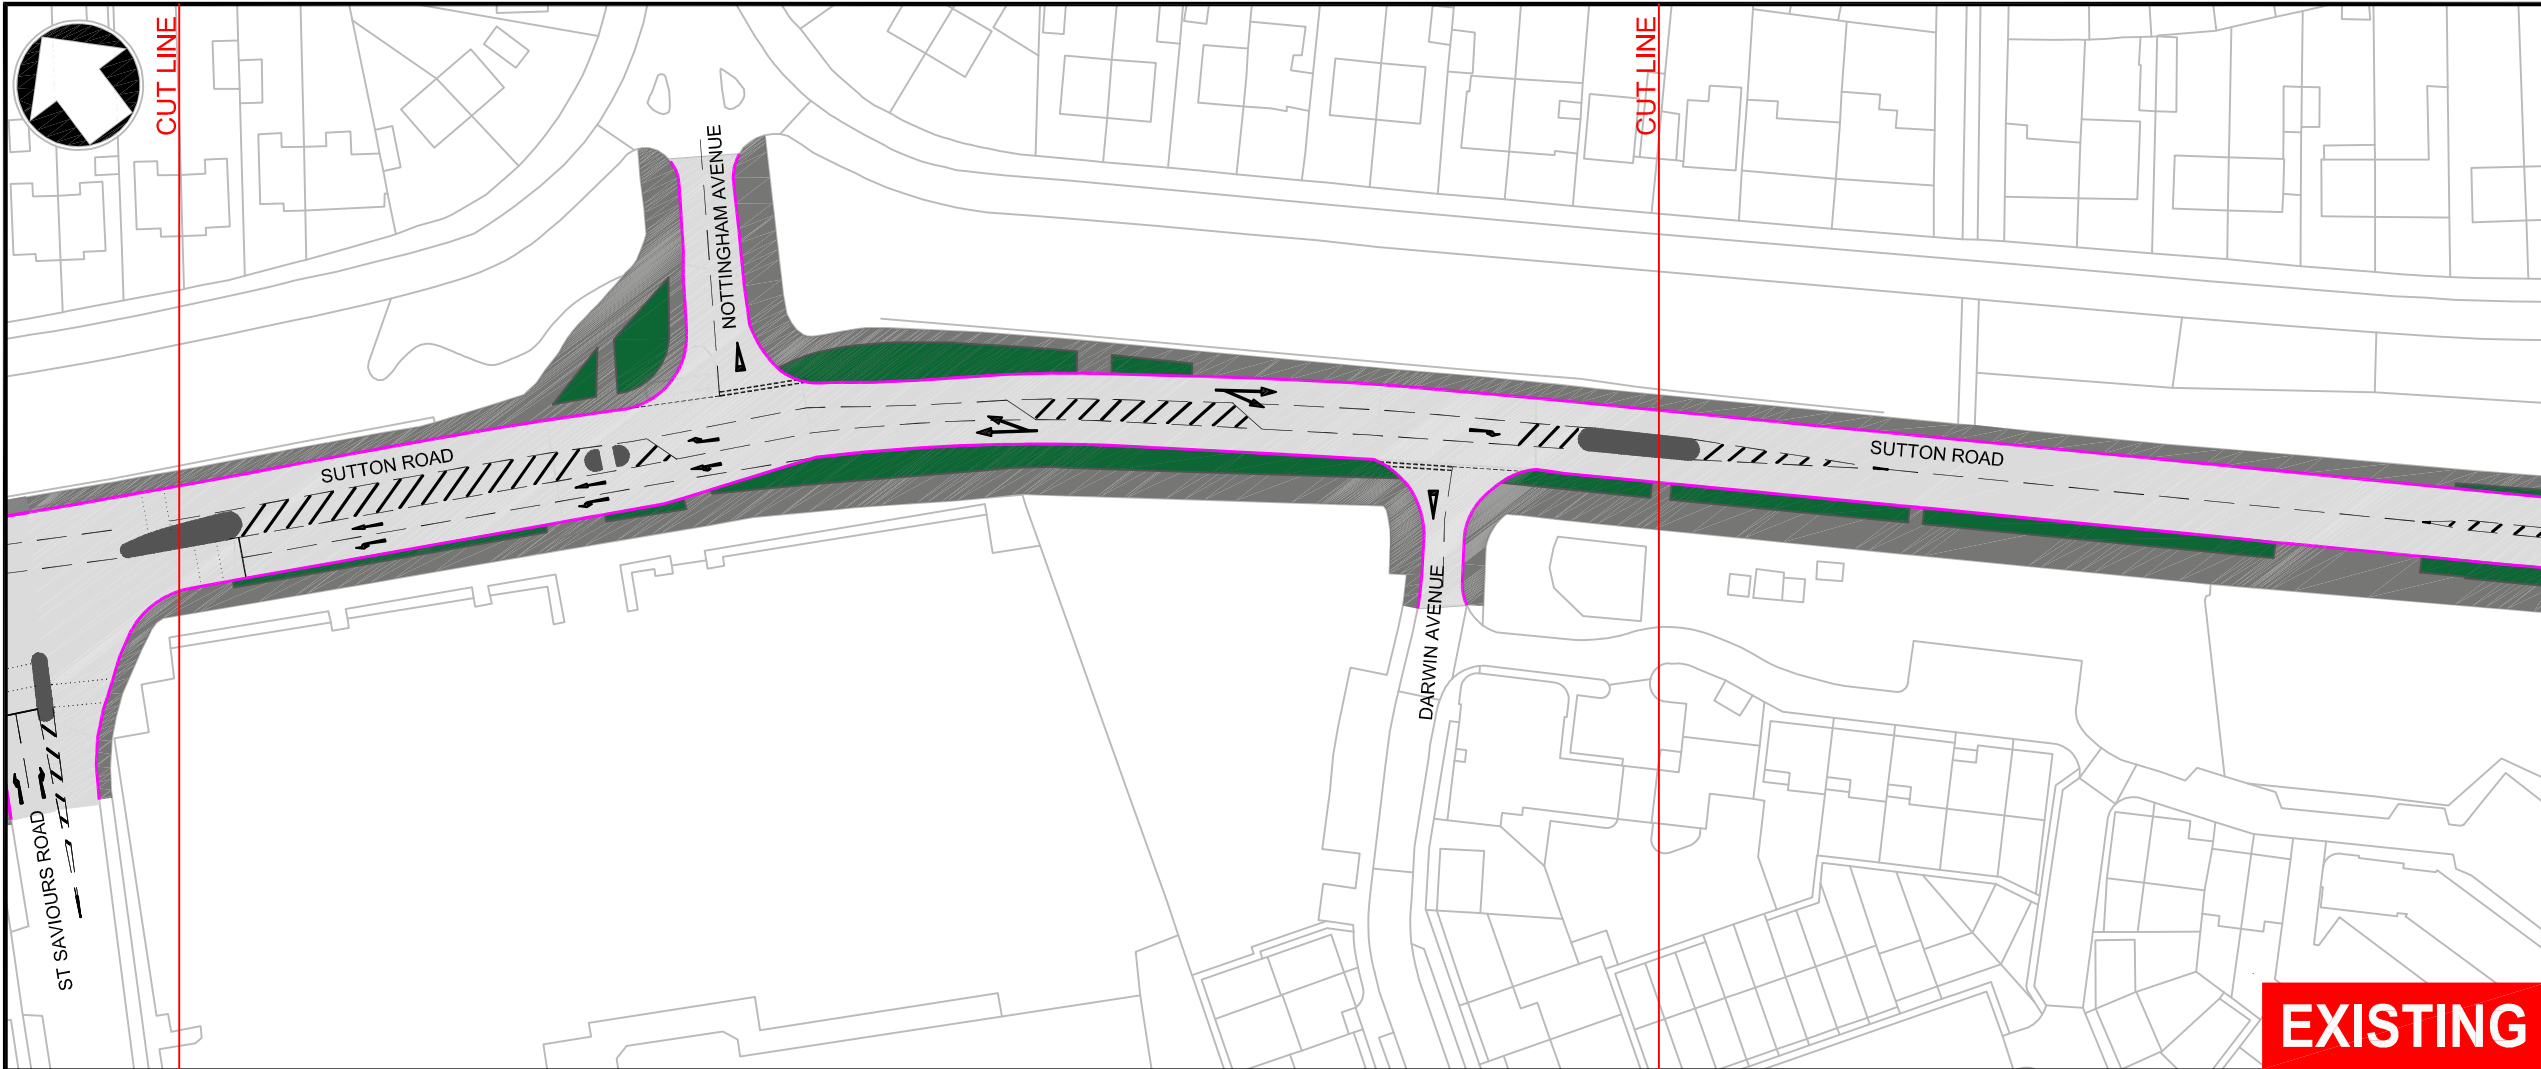 CUT LINE
CUT LINE
NOTTINGHAM AVENUE
SUTTON ROAD
SUTTON ROAD
DARWIN AVENUE
ST SAVIOURS ROAD
EXISTING